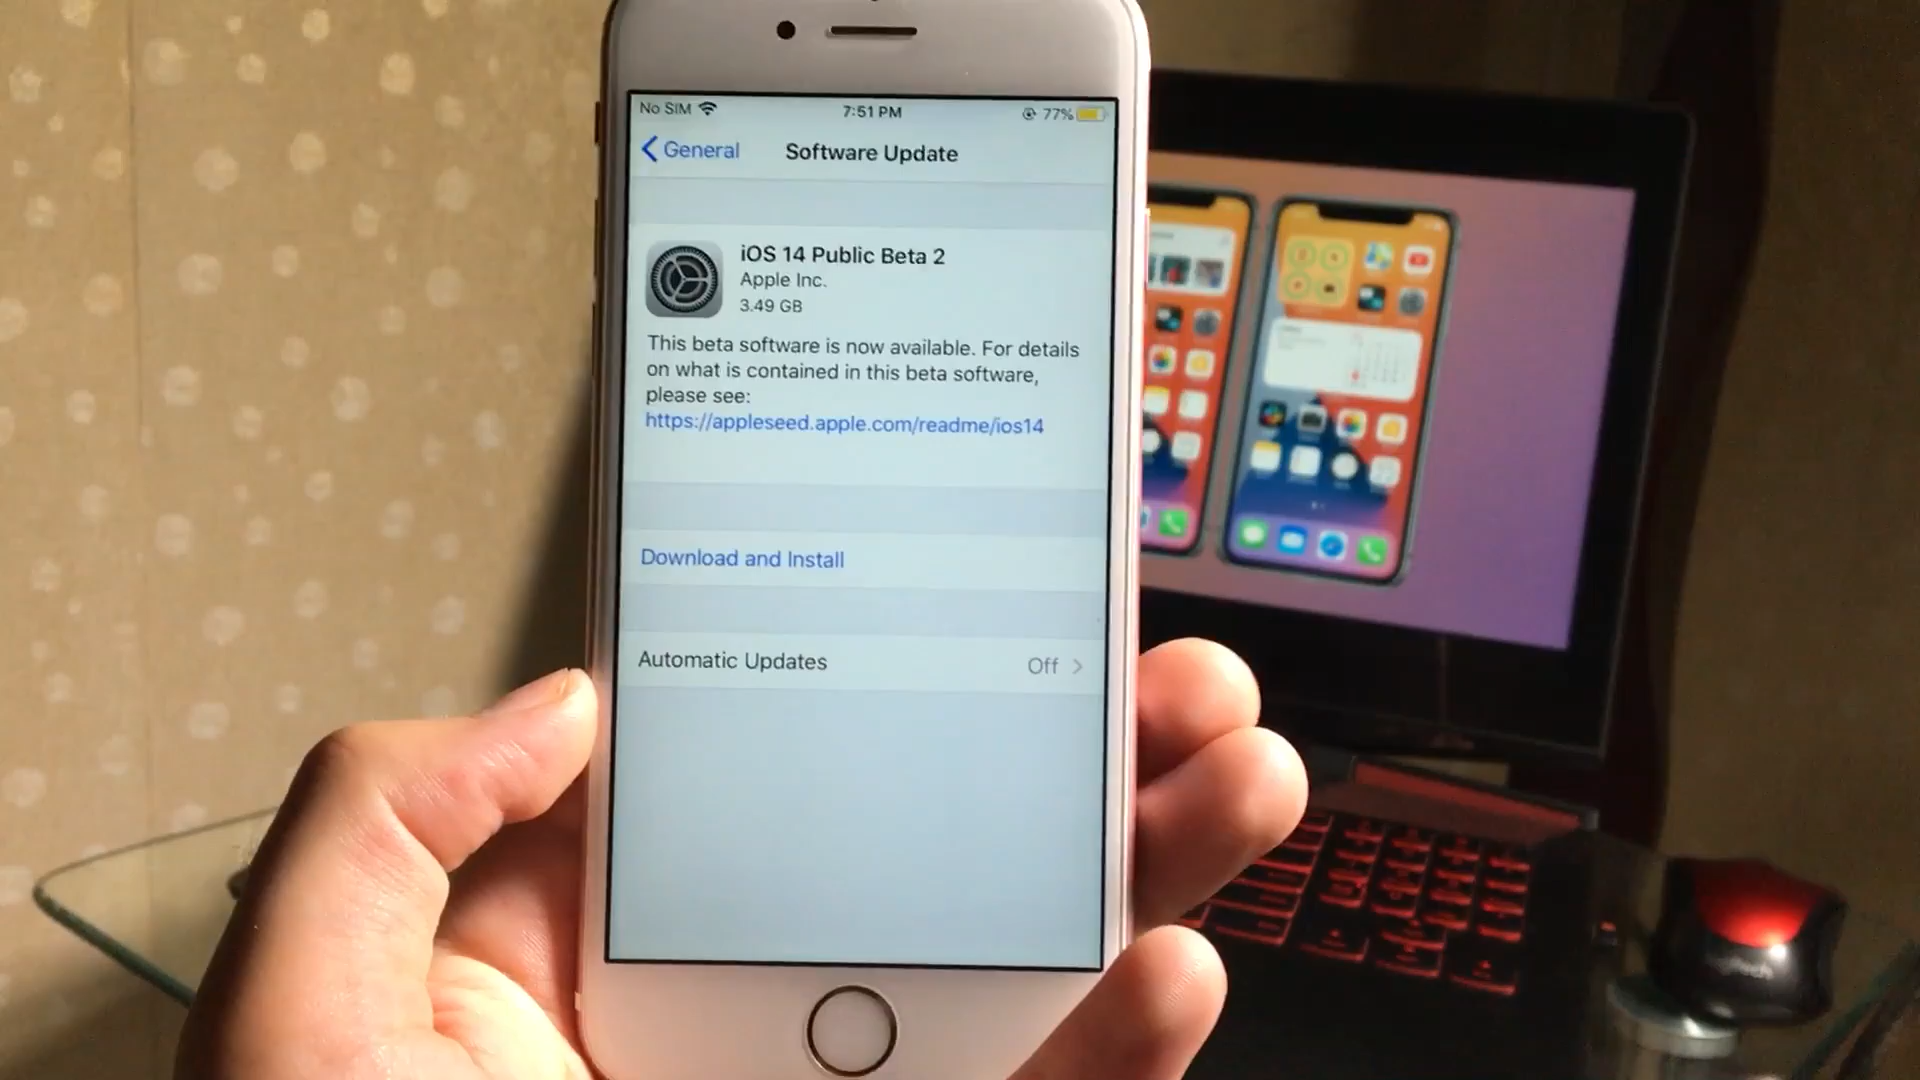 No SIM 7:51 PM 77%
General Software Update
iOS 14 Public Beta 2
Apple Inc.
3.49 GB
This beta software is now available. For details
on what is contained in this beta software,
please see:
https://appleseed.apple.com/readme/ios14
Download and Install
Automatic Updates Off
logitech